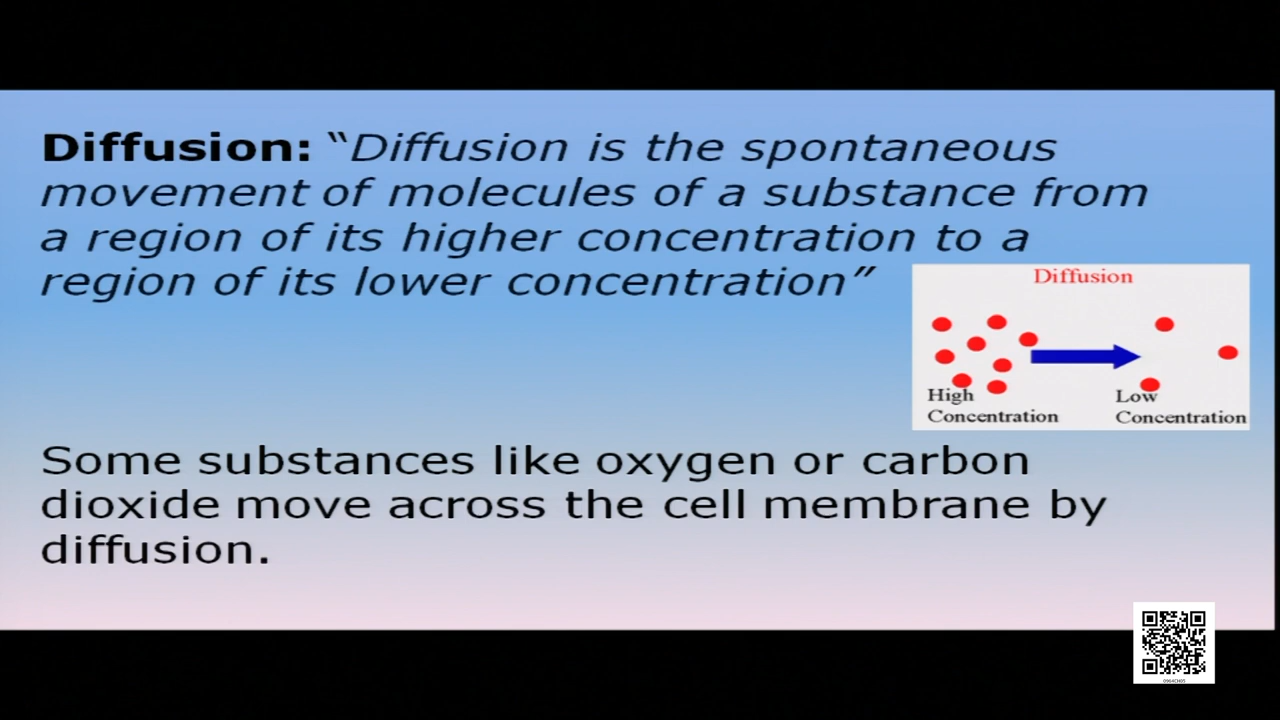 Diffusion: “Diffusion is the spontaneous
movement of molecules of a substance from
a region of its higher concentration to a
region of its lower concentration”
Diffusion
High
Concentration
Low
Concentration
Some substances like oxygen or carbon
dioxide move across the cell membrane by
diffusion.
0964CH05